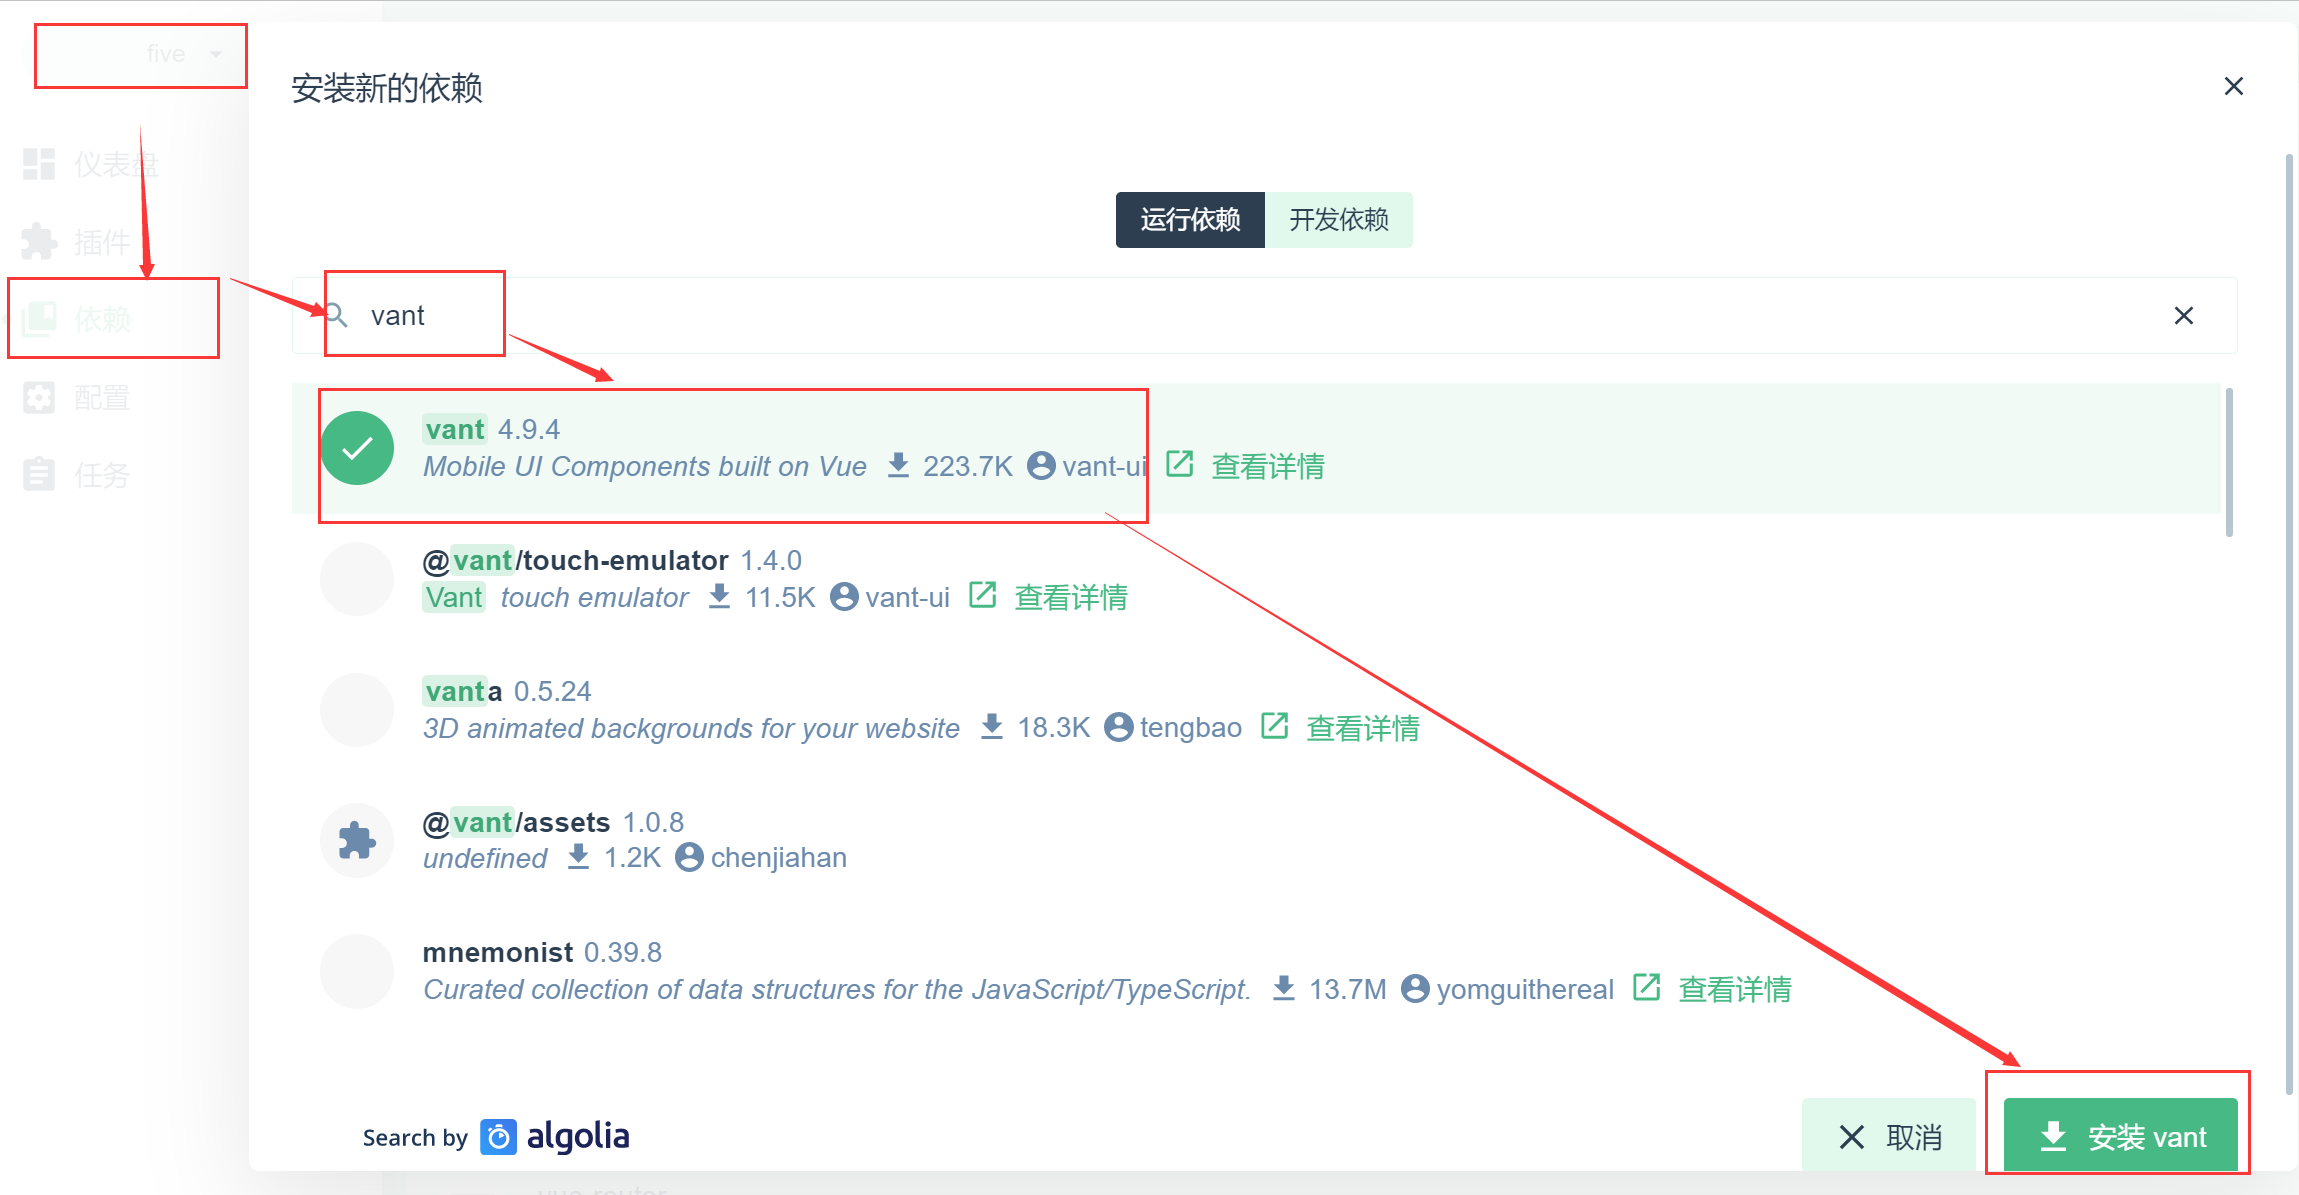 five
安装新的依赖
仪表盘
插件
依赖
配置
任务
运行依赖 开发依赖
vant
vant 4.9.4
Mobile UI Components built on Vue 223.7K vant-ui 查看详情
@vant/touch-emulator 1.4.0
Vant touch emulator 11.5K vant-ui 查看详情
vanta 0.5.24
3D animated backgrounds for your website 18.3K tengbao 查看详情
@vant/assets 1.0.8
undefined 1.2K chenjiahan
mnemonist 0.39.8
Curated collection of data structures for the JavaScript/TypeScript. 13.7M yomguithereal 查看详情
Search by algolia
取消 安装 vant
vue-router